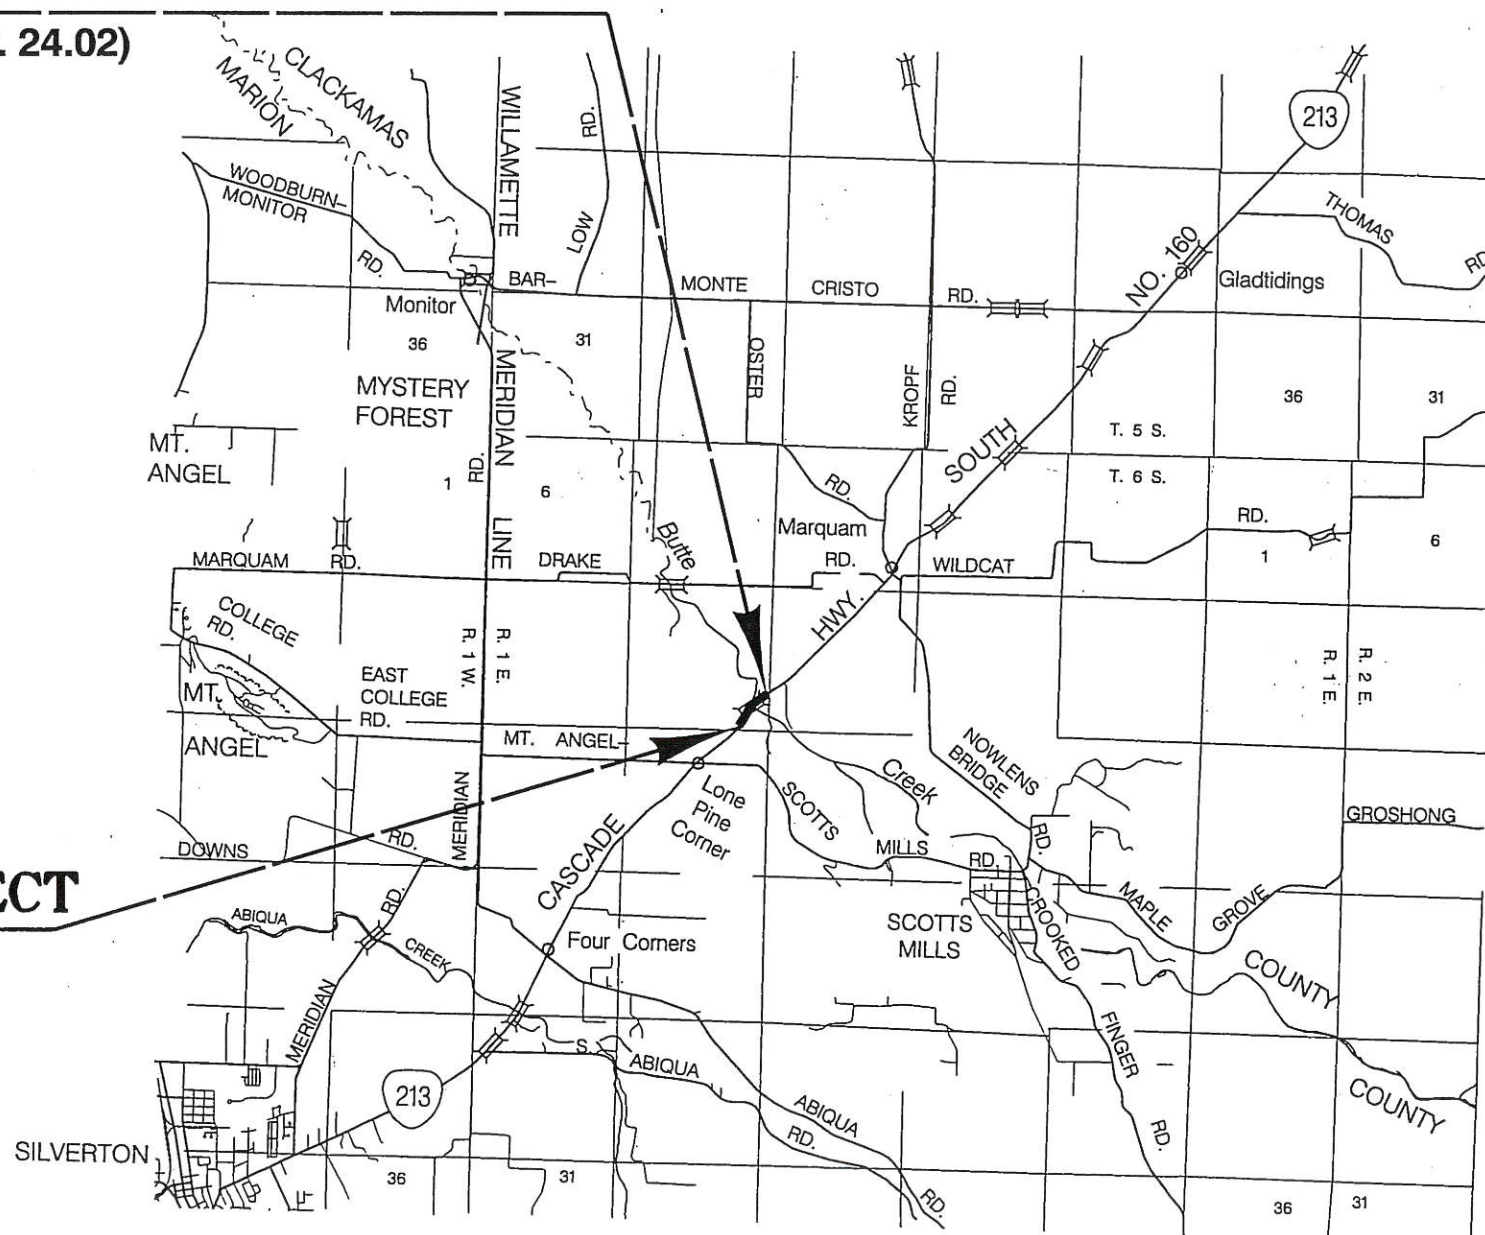 24.02)
CLACKAMAS
MARION
WILLAMETTE
RD.
LOW
213
WOODBURN–
MONITOR
RD.
THOMAS
RD
NO. 160
BAR–
MONTE
CRISTO
RD.
Gladtidings
Monitor
36
31
MYSTERY
FOREST
MERIDIAN
OSTER
KROPF
RD.
36
31
MT.
ANGEL
RD.
SOUTH
T. 5 S.
T. 6 S.
1
6
LINE
RD.
Marquam
RD.
1
6
Butte
MARQUAM
RD.
DRAKE
RD.
WILDCAT
HWY.
COLLEGE
RD.
R. 1 W.
R. 1 E.
R. 1 E.
R. 2 E.
EAST
COLLEGE
RD.
MT.
ANGEL
MT. ANGEL–
NOWLENS
BRIDGE
RD.
Creek
Lone
Pine
Corner
SCOTTS
MILLS
RD.
MERIDIAN
GROSHONG
DOWNS
RD.
CASCADE
ECT
ABIQUA
CREEK
RD.
MERIDIAN
Four Corners
SCOTTS
MILLS
CROOKED
FINGER
RD.
MAPLE
GROVE
COUNTY
COUNTY
S.
ABIQUA
ABIQUA
RD.
RD.
213
SILVERTON
36
31
36
31